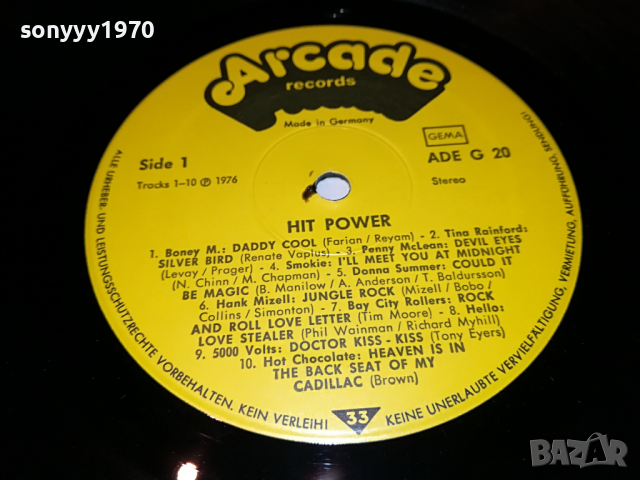 sonyyy1970
Arcade
records
Made in Germany
GEMA
Side 1
ADE G 20
Tracks 1-10 Ⓟ 1976
Stereo
HIT POWER
1. Boney M.: DADDY COOL (Farian / Reyam) - 2. Tina Rainford:
SILVER BIRD (Renate Vaplus) - 3. Penny McLean: DEVIL EYES
(Levay / Prager) - 4. Smokie: I'LL MEET YOU AT MIDNIGHT
(N. Chinn / M. Chapman) - 5. Donna Summer: COULD IT
BE MAGIC (B. Manilow / A. Anderson / T. Baldursson)
6. Hank Mizell: JUNGLE ROCK (Mizell / Bobo /
Collins / Simonton) - 7. Bay City Rollers: ROCK
AND ROLL LOVE LETTER (Tim Moore) - 8. Hello:
LOVE STEALER (Phil Wainman / Richard Myhill)
9. 5000 Volts: DOCTOR KISS - KISS (Tony Eyers)
10. Hot Chocolate: HEAVEN IS IN
THE BACK SEAT OF MY
CADILLAC (Brown)
33
ALLE URHEBER- UND LEISTUNGSSCHUTZRECHTE VORBEHALTEN. KEIN VERLEIH! KEINE UNERLAUBTE VERVIELFÄLTIGUNG, VERMIETUNG, AUFFÜHRUNG, SENDUNG!
BAZAR